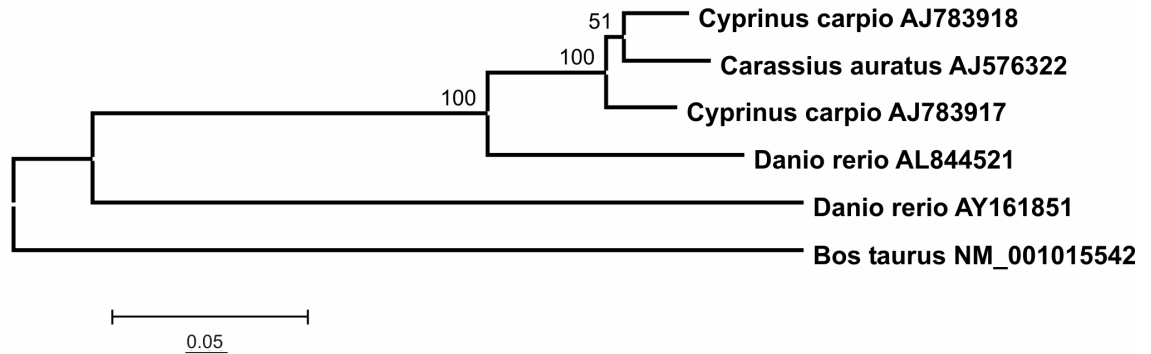 51
Cyprinus carpio AJ783918
Carassius auratus AJ576322
100
Cyprinus carpio AJ783917
100
Danio rerio AL844521
Danio rerio AY161851
Bos taurus NM_001015542
0.05